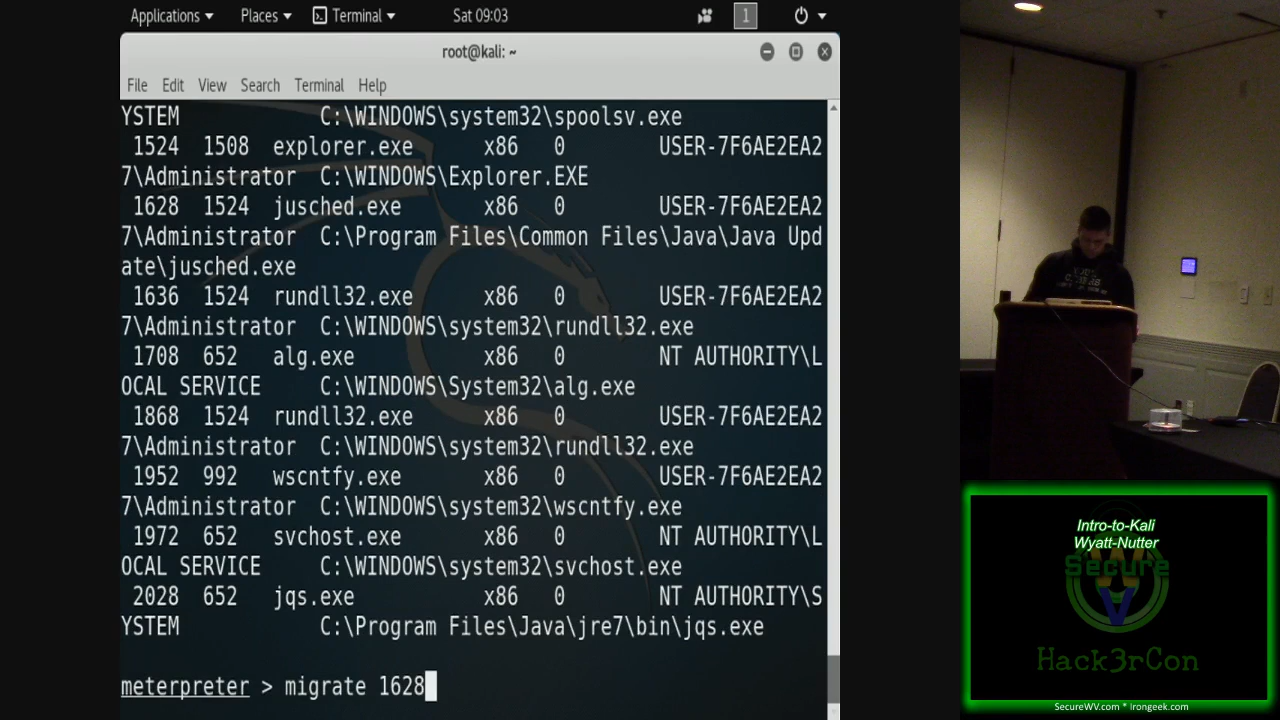 Applications Places Terminal Sat 09:03 1
root@kali: ~
File Edit View Search Terminal Help
YSTEM C:\WINDOWS\system32\spoolsv.exe
1524 1508 explorer.exe x86 0 USER-7F6AE2EA2
7\Administrator C:\WINDOWS\Explorer.EXE
1628 1524 jusched.exe x86 0 USER-7F6AE2EA2
7\Administrator C:\Program Files\Common Files\Java\Java Upd
ate\jusched.exe
1636 1524 rundll32.exe x86 0 USER-7F6AE2EA2
7\Administrator C:\WINDOWS\system32\rundll32.exe
1708 652 alg.exe x86 0 NT AUTHORITY\L
OCAL SERVICE C:\WINDOWS\System32\alg.exe
1868 1524 rundll32.exe x86 0 USER-7F6AE2EA2
7\Administrator C:\WINDOWS\system32\rundll32.exe
1952 992 wscntfy.exe x86 0 USER-7F6AE2EA2
7\Administrator C:\WINDOWS\system32\wscntfy.exe
1972 652 svchost.exe x86 0 NT AUTHORITY\L
OCAL SERVICE C:\WINDOWS\system32\svchost.exe
2028 652 jqs.exe x86 0 NT AUTHORITY\S
YSTEM C:\Program Files\Java\jre7\bin\jqs.exe
meterpreter > migrate 1628
Intro-to-Kali
Wyatt-Nutter
Secure
WV
Hack3rCon
SecureWV.com * Irongeek.com